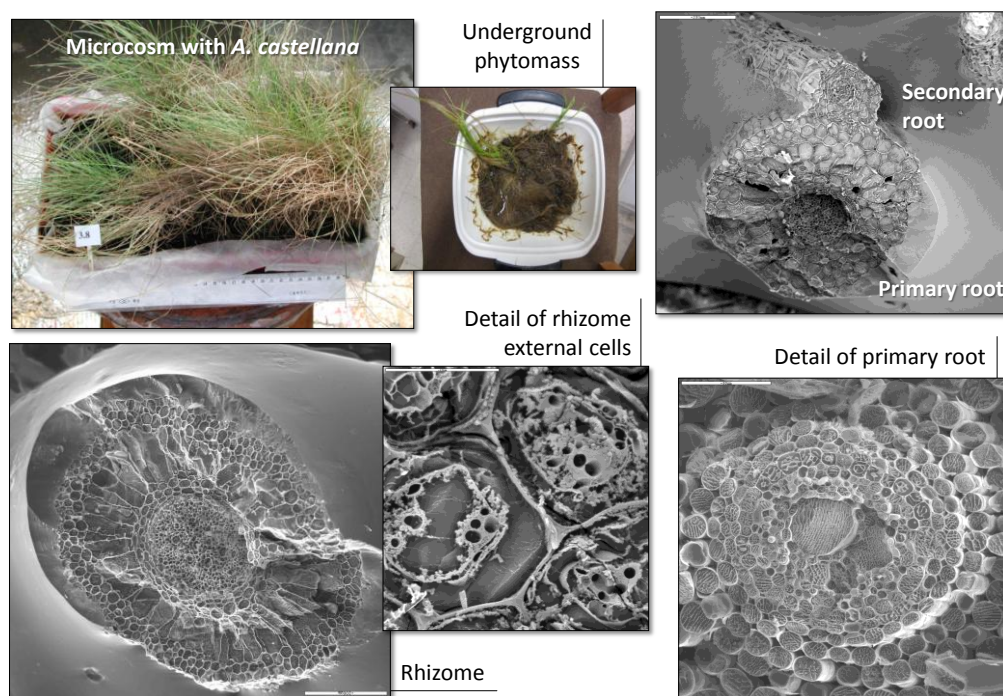 Microcosm with A. castellana
Underground
phytomass
Secondary
root
3.8
Primary root
Detail of rhizome
external cells
Detail of primary root
Rhizome